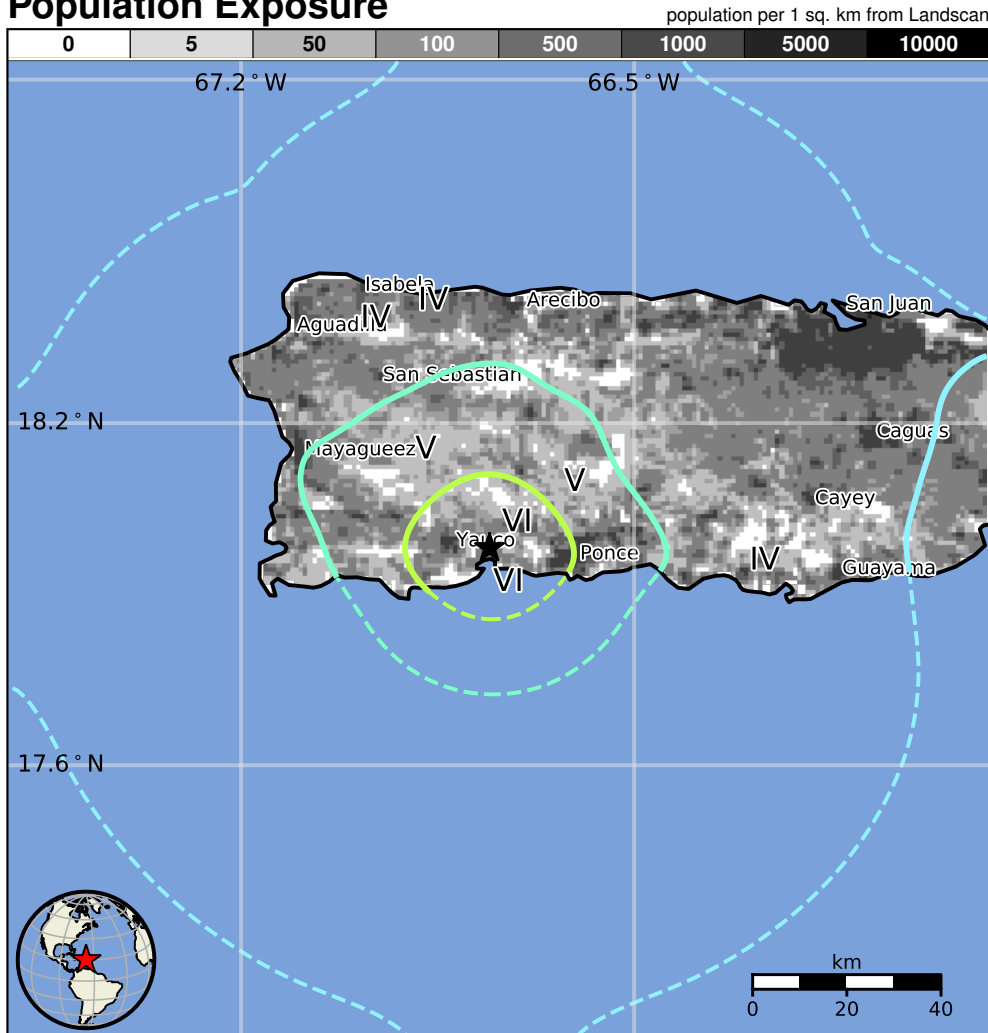 Population Exposure
population per 1 sq. km from Landscan
0 5 50 100 500 1000 5000 10000
67.2°W 66.5°W
Isabela
IV
Arecibo
San Juan
IV
Aguadilla
San Sebastian
18.2°N
Caguas
Mayagueez
V
V
Cayey
VI
Yauco
Ponce
IV
Guayama
VI
17.6°N
km
0 20 40